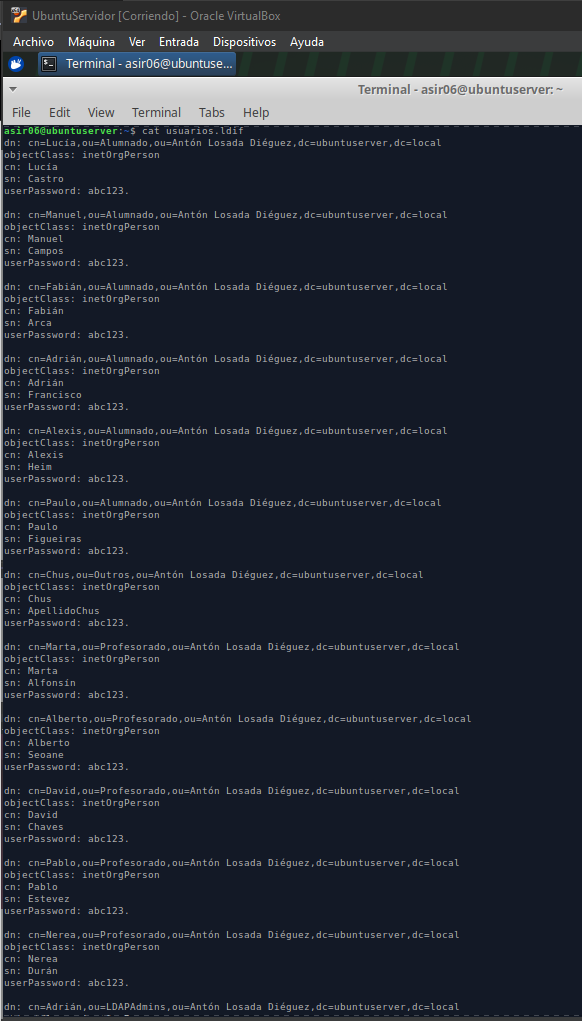 UbuntuServidor [Corriendo] - Oracle VirtualBox
Archivo Máquina Ver Entrada Dispositivos Ayuda
Terminal - asir06@ubuntuse...
Terminal - asir06@ubuntuserver: ~
File Edit View Terminal Tabs Help
asir06@ubuntuserver:~$ cat usuarios.ldif
dn: cn=Lucía,ou=Alumnado,ou=Antón Losada Diéguez,dc=ubuntuserver,dc=local
objectClass: inetOrgPerson
cn: Lucía
sn: Castro
userPassword: abc123.
dn: cn=Manuel,ou=Alumnado,ou=Antón Losada Diéguez,dc=ubuntuserver,dc=local
objectClass: inetOrgPerson
cn: Manuel
sn: Campos
userPassword: abc123.
dn: cn=Fabián,ou=Alumnado,ou=Antón Losada Diéguez,dc=ubuntuserver,dc=local
objectClass: inetOrgPerson
cn: Fabián
sn: Arca
userPassword: abc123.
dn: cn=Adrián,ou=Alumnado,ou=Antón Losada Diéguez,dc=ubuntuserver,dc=local
objectClass: inetOrgPerson
cn: Adrián
sn: Francisco
userPassword: abc123.
dn: cn=Alexis,ou=Alumnado,ou=Antón Losada Diéguez,dc=ubuntuserver,dc=local
objectClass: inetOrgPerson
cn: Alexis
sn: Heim
userPassword: abc123.
dn: cn=Paulo,ou=Alumnado,ou=Antón Losada Diéguez,dc=ubuntuserver,dc=local
objectClass: inetOrgPerson
cn: Paulo
sn: Figueiras
userPassword: abc123.
dn: cn=Chus,ou=Outros,ou=Antón Losada Diéguez,dc=ubuntuserver,dc=local
objectClass: inetOrgPerson
cn: Chus
sn: ApellidoChus
userPassword: abc123.
dn: cn=Marta,ou=Profesorado,ou=Antón Losada Diéguez,dc=ubuntuserver,dc=local
objectClass: inetOrgPerson
cn: Marta
sn: Alfonsín
userPassword: abc123.
dn: cn=Alberto,ou=Profesorado,ou=Antón Losada Diéguez,dc=ubuntuserver,dc=local
objectClass: inetOrgPerson
cn: Alberto
sn: Seoane
userPassword: abc123.
dn: cn=David,ou=Profesorado,ou=Antón Losada Diéguez,dc=ubuntuserver,dc=local
objectClass: inetOrgPerson
cn: David
sn: Chaves
userPassword: abc123.
dn: cn=Pablo,ou=Profesorado,ou=Antón Losada Diéguez,dc=ubuntuserver,dc=local
objectClass: inetOrgPerson
cn: Pablo
sn: Estevez
userPassword: abc123.
dn: cn=Nerea,ou=Profesorado,ou=Antón Losada Diéguez,dc=ubuntuserver,dc=local
objectClass: inetOrgPerson
cn: Nerea
sn: Durán
userPassword: abc123.
dn: cn=Adrián,ou=LDAPAdmins,ou=Antón Losada Diéguez,dc=ubuntuserver,dc=local